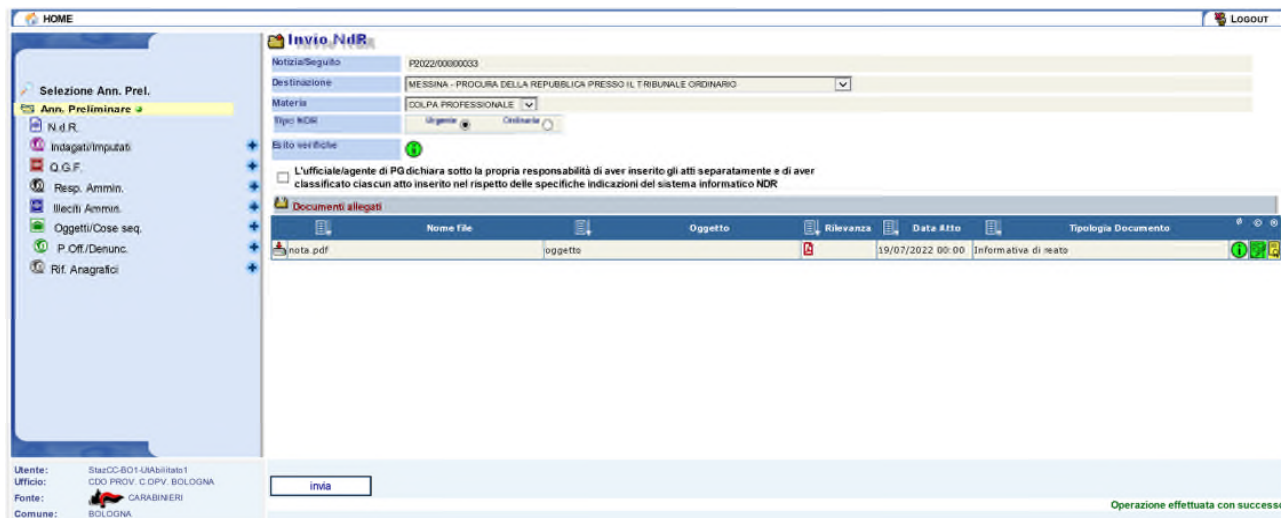 HOME
LOGOUT
Invio NdR
Notizia/Seguito P2022/00000033
Destinazione MESSINA - PROCURA DELLA REPUBBLICA PRESSO IL TRIBUNALE ORDINARIO
Materia COLPA PROFESSIONALE
Tipo NDR Urgente Ordinaria
Esito verifiche
L'ufficiale/agente di PG dichiara sotto la propria responsabilità di aver inserito gli atti separatamente e di aver
classificato ciascun atto inserito nel rispetto delle specifiche indicazioni del sistema informatico NDR
Documenti allegati
Nome file Oggetto Rilevanza Data Atto Tipologia Documento
nota.pdf oggetto 19/07/2022 00:00 Informativa di reato
Selezione Ann. Prel.
Ann. Preliminare
N.d.R.
Indagati/Imputati
Q.G.F.
Resp. Ammin.
Illeciti Ammin.
Oggetti/Cose seq.
P. Off./Denunc.
Rif. Anagrafici
Utente: StazCC-BO1-UtAbilitato1
Ufficio: CDO PROV. C.OPV. BOLOGNA
Fonte: CARABINIERI
Comune: BOLOGNA
invia
Operazione effettuata con successo